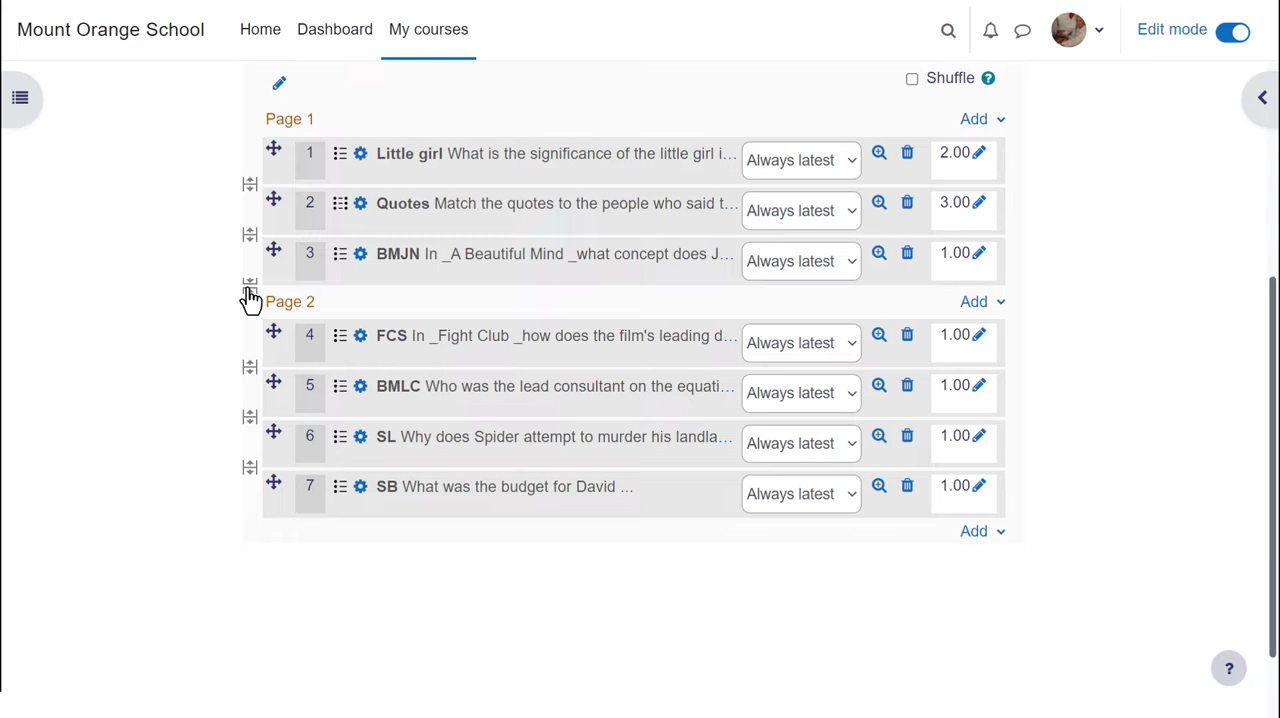 Mount Orange School Home Dashboard My courses Edit mode
Shuffle ?
Page 1 Add
1 Little girl What is the significance of the little girl i... Always latest 2.00
2 Quotes Match the quotes to the people who said t... Always latest 3.00
3 BMJN In _A Beautiful Mind _what concept does J... Always latest 1.00
Page 2 Add
4 FCS In _Fight Club _how does the film's leading d... Always latest 1.00
5 BMLC Who was the lead consultant on the equati... Always latest 1.00
6 SL Why does Spider attempt to murder his landla... Always latest 1.00
7 SB What was the budget for David ... Always latest 1.00
Add
?